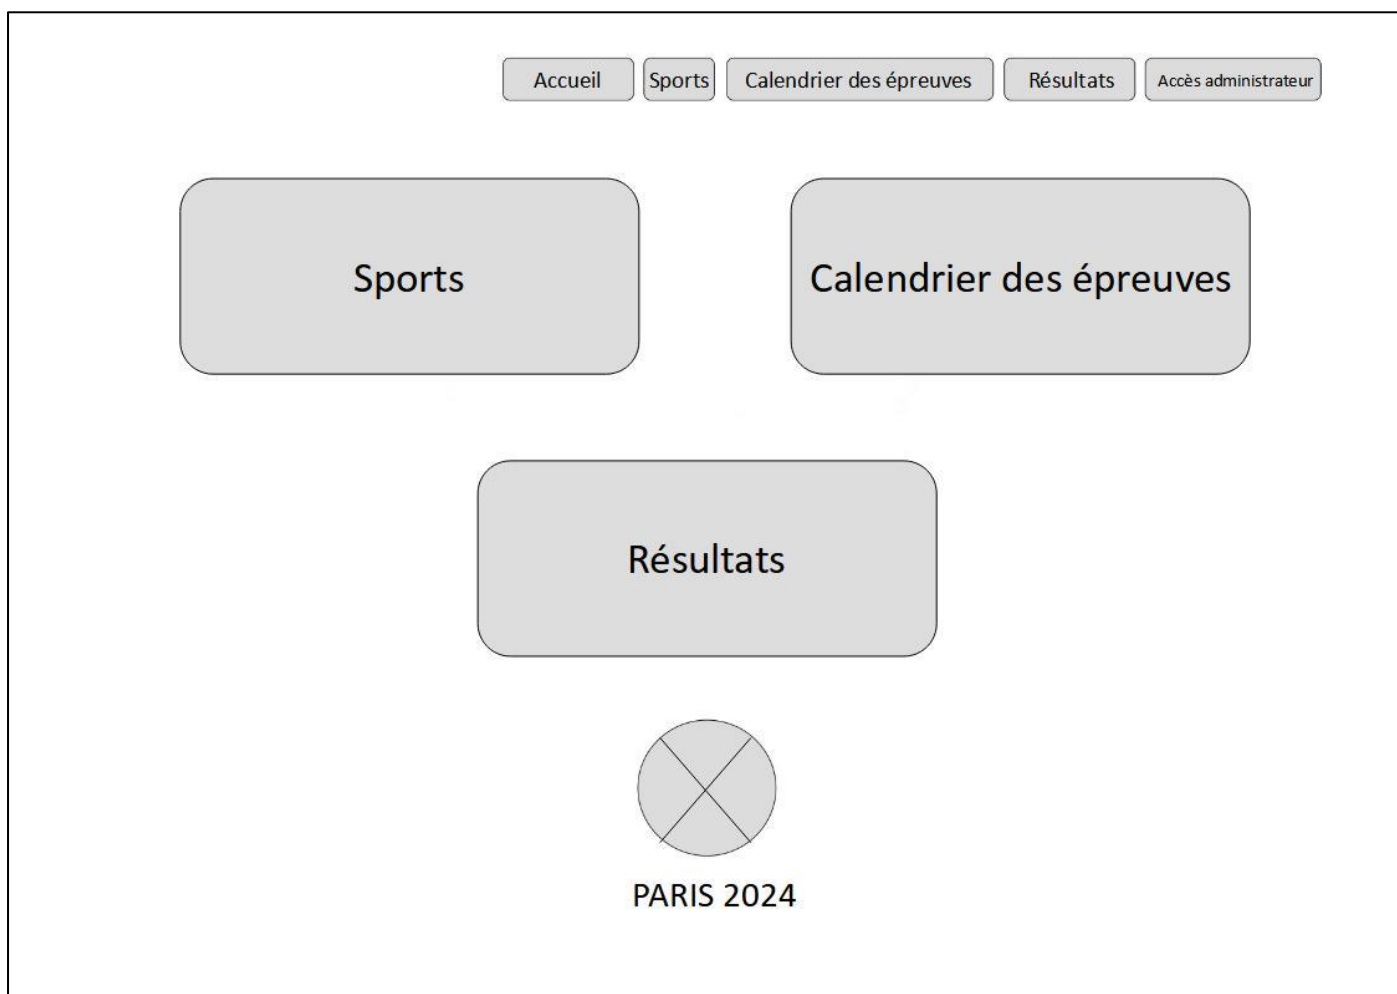 Accueil
Sports
Calendrier des épreuves
Résultats
Accès administrateur
Sports
Calendrier des épreuves
Résultats
PARIS 2024